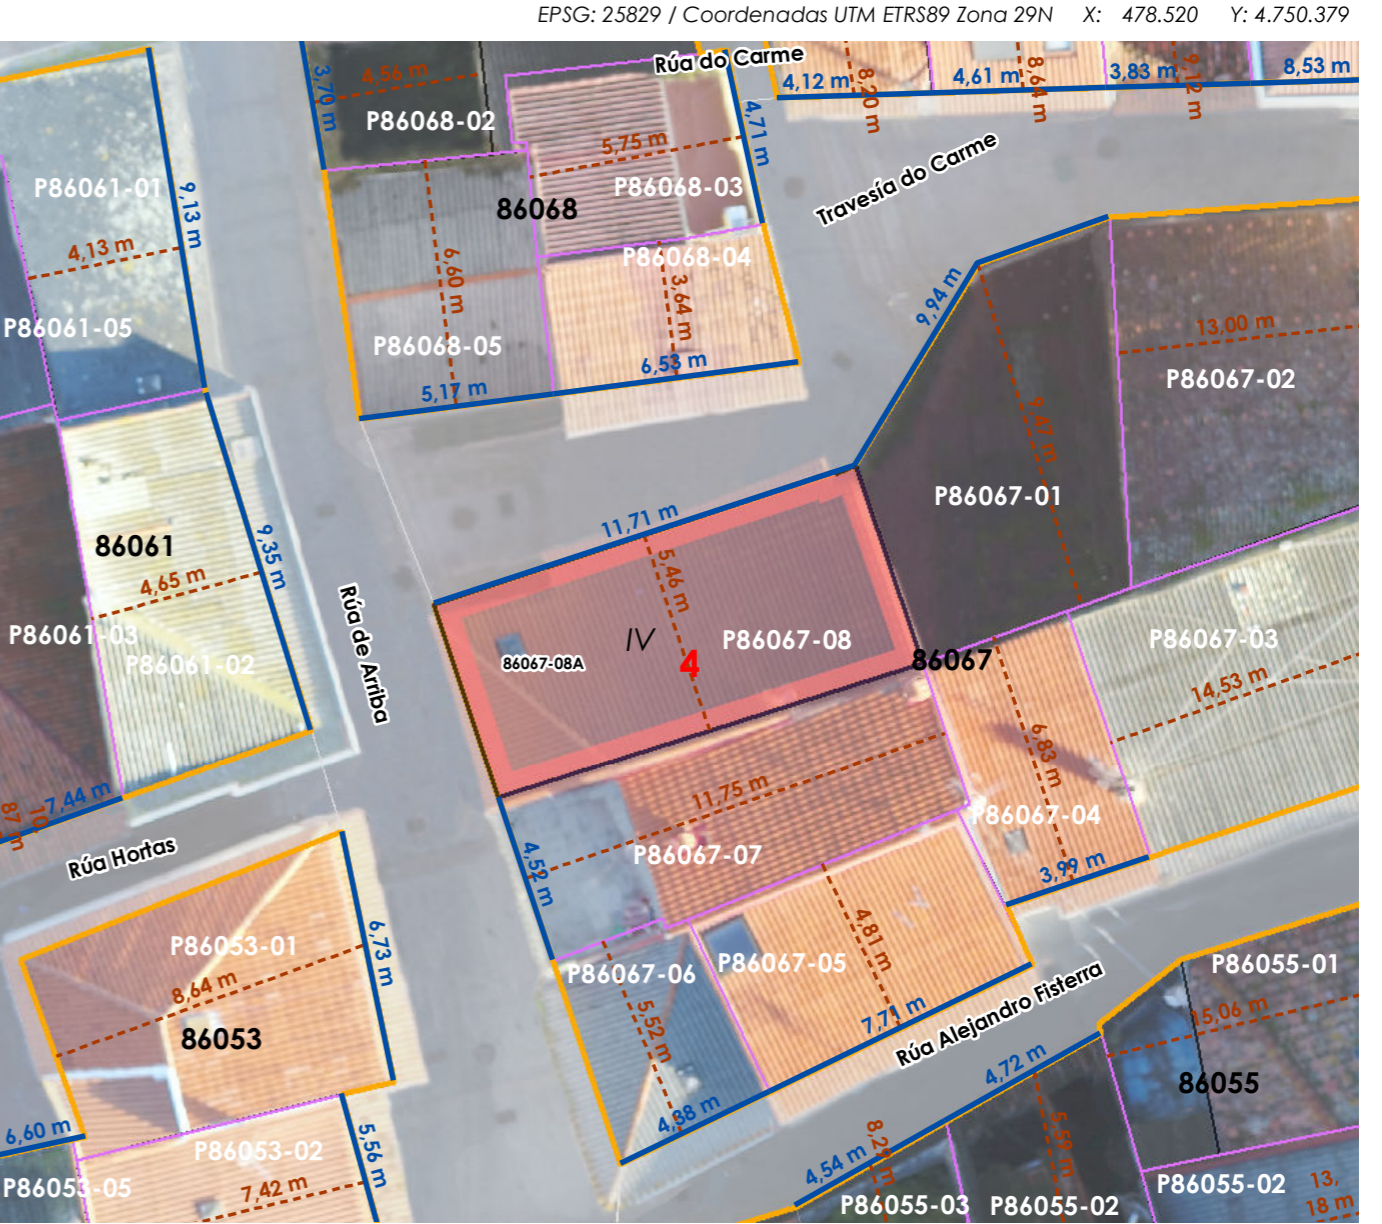 EPSG: 25829 / Coordenadas UTM ETRS89 Zona 29N X: 478.520 Y: 4.750.379
Rúa do Carme
3,70 m
4,56 m
P86068-02
4,71 m
4,12 m
8,20 m
4,61 m
8,64 m
3,83 m
9,12 m
8,53 m
5,75 m
P86068-03
Travesía do Carme
P86061-01
9,13 m
4,13 m
P86061-05
86068
P86068-04
6,60 m
3,64 m
P86068-05
5,17 m
6,53 m
9,94 m
13,00 m
P86067-02
9,47 m
P86067-01
86061
9,35 m
4,65 m
P86061-03
P86061-02
Rúa de Arriba
11,71 m
5,46 m
IV
P86067-08
86067-08A
4
86067
P86067-03
14,53 m
6,83 m
P86067-04
3,99 m
7,44 m
10,
87 m
Rúa Hortas
11,75 m
P86067-07
4,52 m
P86053-01
8,64 m
6,73 m
86053
P86067-06
P86067-05
4,81 m
5,52 m
7,71 m
4,38 m
Rúa Alejandro Fisterra
P86055-01
15,06 m
86055
4,72 m
5,59 m
8,29 m
4,54 m
6,60 m
P86053-02
5,56 m
P86053-05
7,42 m
P86055-03
P86055-02
P86055-02
13,
18 m